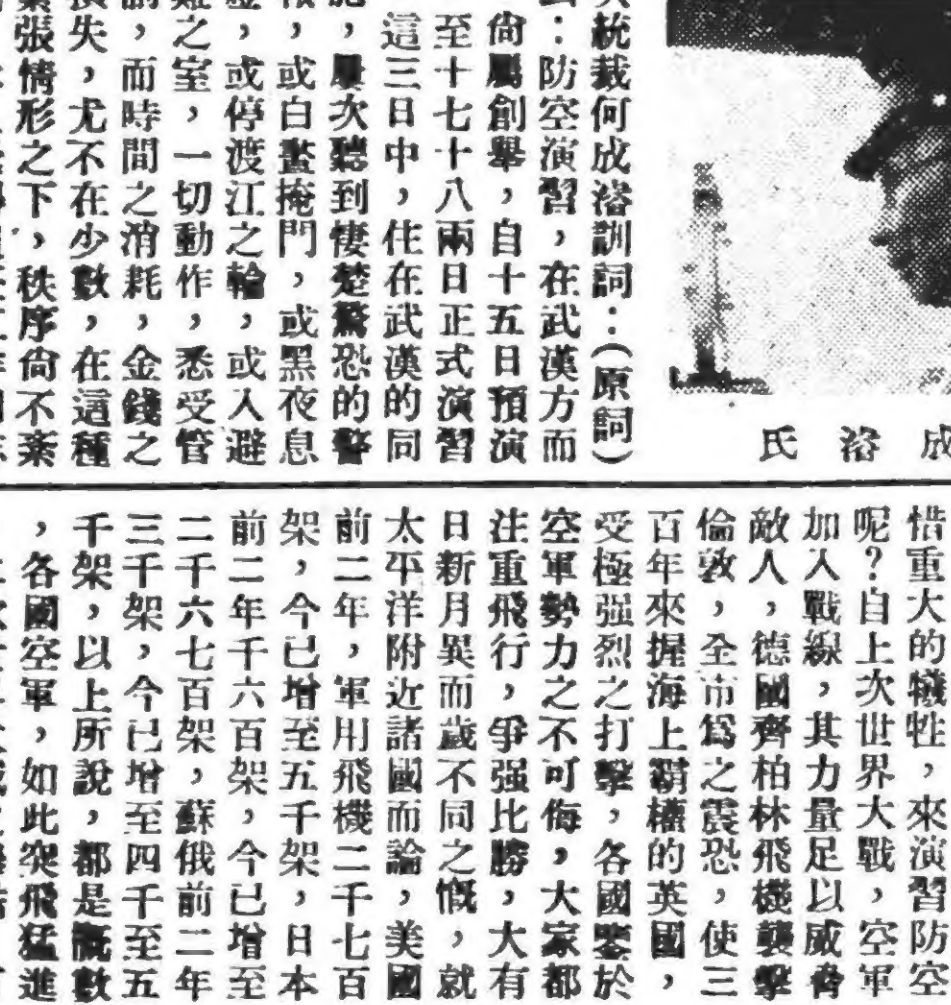 統裁何成濬訓詞：（原詞）
：防空演習，在武漢方面
尙屬創舉，自十五日預演
至十七十八兩日正式演習
這三日中，住在武漢的同
，屢次聽到悽楚驚恐的警
，或白晝掩門，或黑夜息
，或停渡江之輪，或入避
難之室，一切動作，悉受管
，而時間之消耗，金錢之
損失，尤不在少數，在這種
緊張情形之下，秩序尙不紊
成濬氏
惜重大的犧牲，來演習防空
呢？自上次世界大戰，空軍
加入戰線，其力量足以威脅
敵人，德國齊柏林飛機襲擊
倫敦，全市爲之震恐，使三
百年來握海上霸權的英國，
受極强烈之打擊，各國鑒於
空軍勢力之不可侮，大家都
注重飛行，爭强比勝，大有
日新月異而歲不同之慨，就
太平洋附近諸國而論，美國
前二年，軍用飛機二千七百
架，今已增至五千架，日本
前二年千六百架，今已增至
二千六七百架，蘇俄前二年
三千架，今已增至四千至五
千架，以上所說，都是概數
，各國空軍，如此突飛猛進